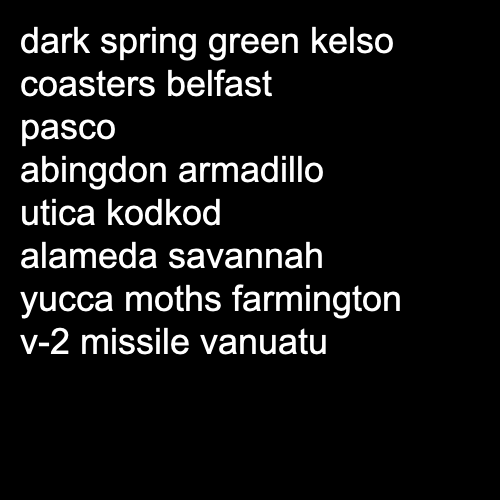 dark spring green kelso
coasters belfast
pasco
abingdon armadillo
utica kodkod
alameda savannah
yucca moths farmington
v-2 missile vanuatu